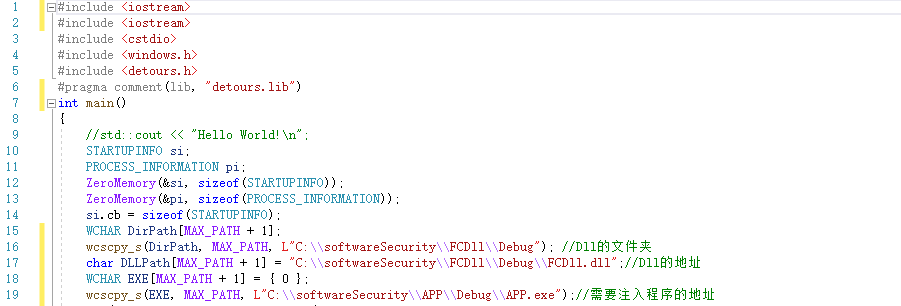 1 #include <iostream>
2 #include <iostream>
3 #include <cstdio>
4 #include <windows.h>
5 #include <detours.h>
6 #pragma comment(lib, "detours.lib")
7 int main()
8 {
9 //std::cout << "Hello World!\n";
10 STARTUPINFO si;
11 PROCESS_INFORMATION pi;
12 ZeroMemory(&si, sizeof(STARTUPINFO));
13 ZeroMemory(&pi, sizeof(PROCESS_INFORMATION));
14 si.cb = sizeof(STARTUPINFO);
15 WCHAR DirPath[MAX_PATH + 1];
16 wcscpy_s(DirPath, MAX_PATH, L"C:\\softwareSecurity\\FCDll\\Debug"); //Dll的文件夹
17 char DLLPath[MAX_PATH + 1] = "C:\\softwareSecurity\\FCDll\\Debug\\FCDll.dll";//Dll的地址
18 WCHAR EXE[MAX_PATH + 1] = { 0 };
19 wcscpy_s(EXE, MAX_PATH, L"C:\\softwareSecurity\\APP\\Debug\\APP.exe");//需要注入程序的地址